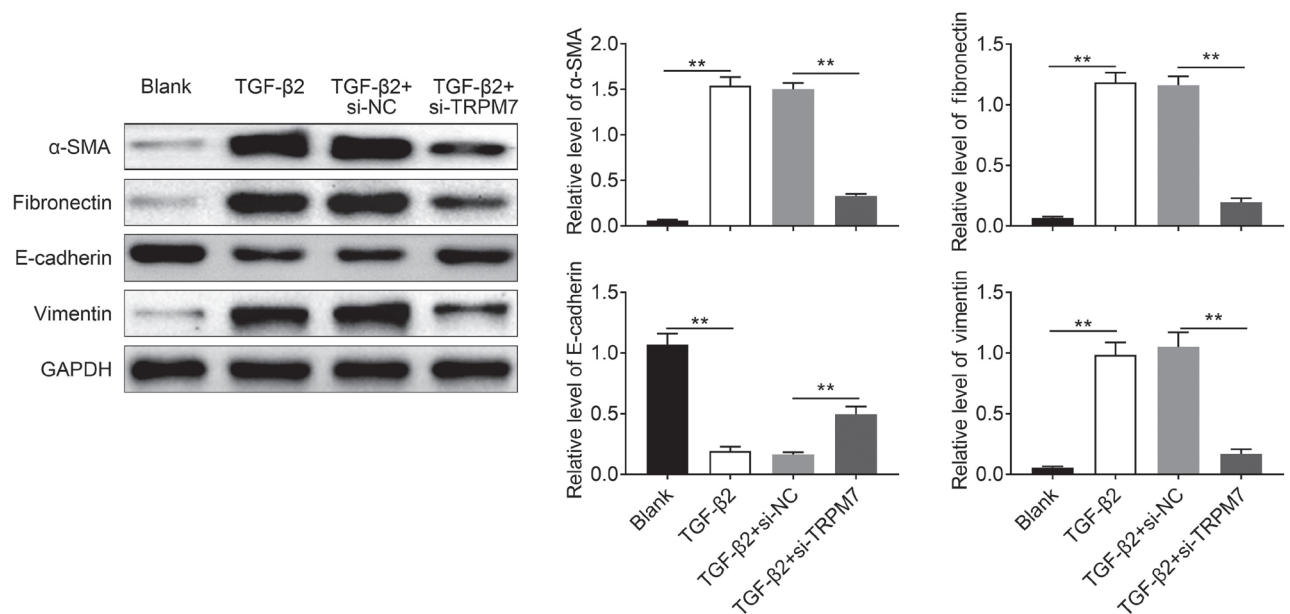 Blank
TGF-β2
TGF-β2+
si-NC
TGF-β2+
si-TRPM7
α-SMA
Fibronectin
E-cadherin
Vimentin
GAPDH
Relative level of α-SMA
2.0
1.5
1.0
0.5
0.0
**
**
Relative level of fibronectin
1.5
1.0
0.5
0.0
**
**
Relative level of E-cadherin
1.5
1.0
0.5
0.0
**
**
Blank
TGF-β2
TGF-β2+si-NC
TGF-β2+si-TRPM7
Relative level of vimentin
1.5
1.0
0.5
0.0
**
**
Blank
TGF-β2
TGF-β2+si-NC
TGF-β2+si-TRPM7